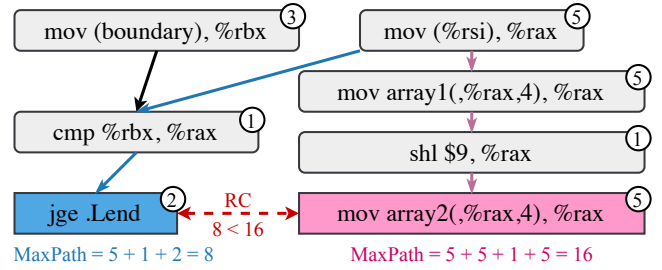 mov (boundary), %rbx
3
mov (%rsi), %rax
5
mov array1(,%rax,4), %rax
5
cmp %rbx, %rax
1
shl $9, %rax
1
jge .Lend
2
RC
8 < 16
mov array2(,%rax,4), %rax
5
MaxPath = 5 + 1 + 2 = 8
MaxPath = 5 + 5 + 1 + 5 = 16